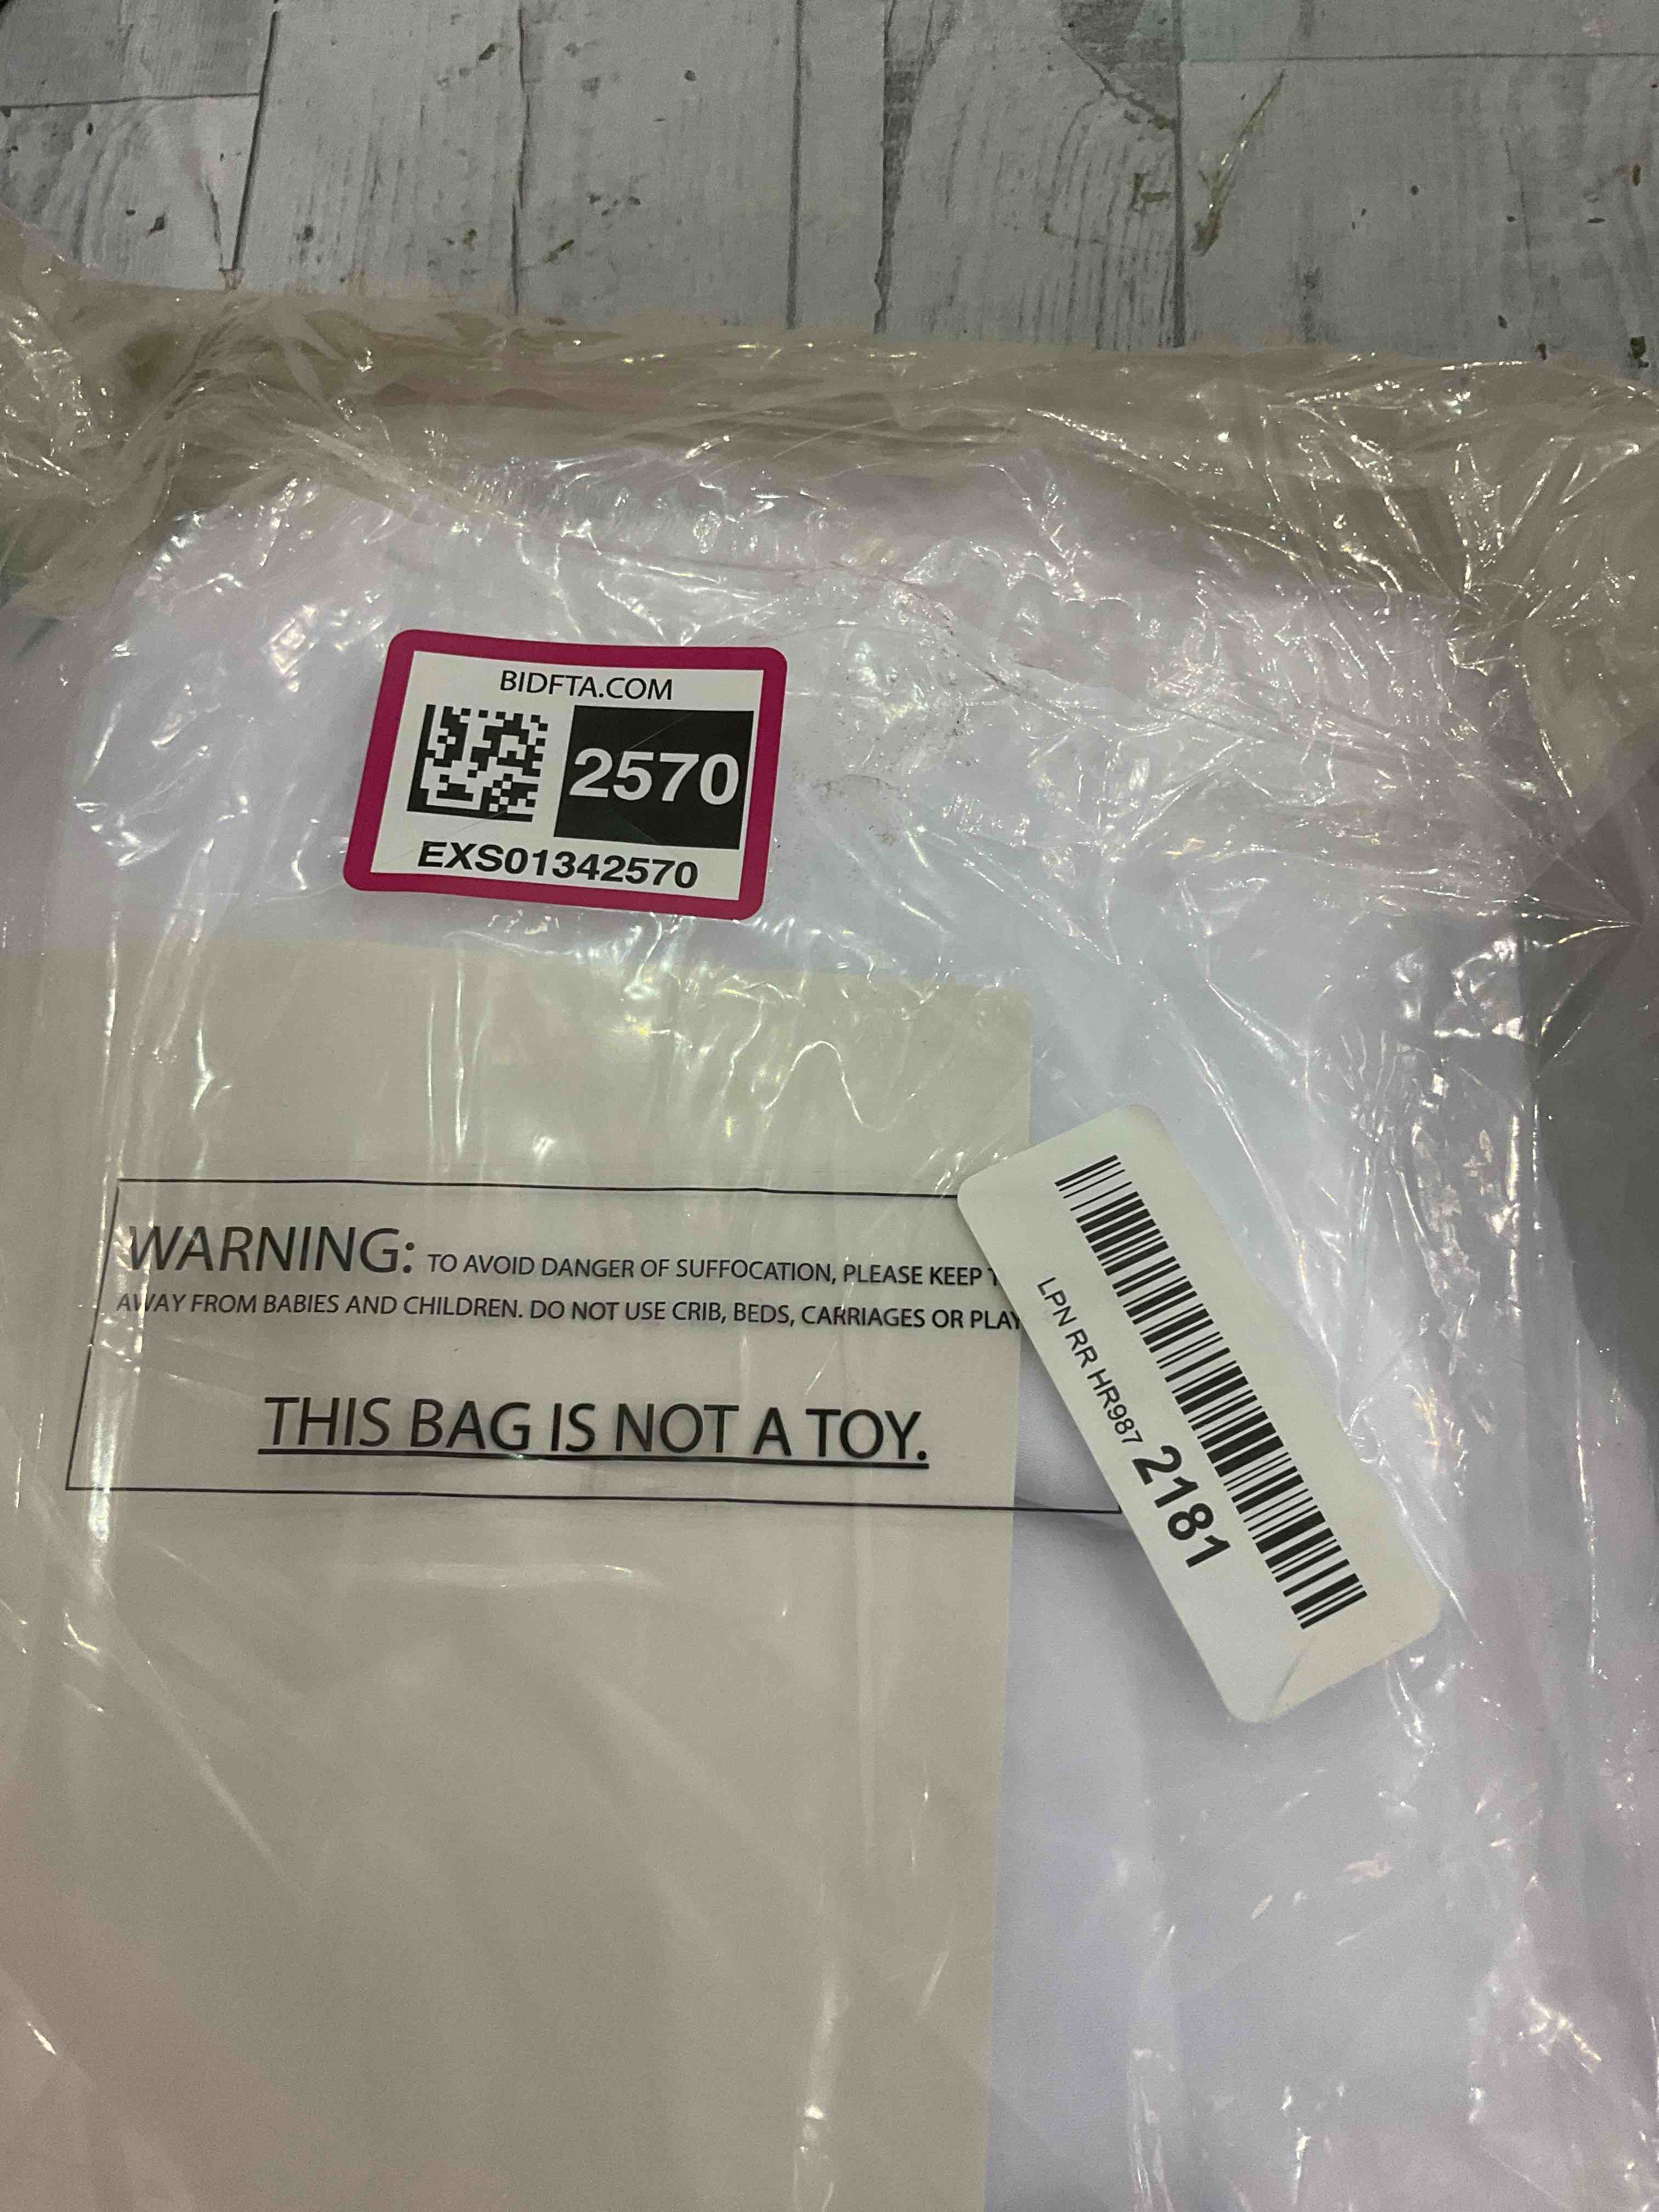 BIDFTA.COM
2570
EXS01342570
WARNING: TO AVOID DANGER OF SUFFOCATION, PLEASE KEEP
AWAY FROM BABIES AND CHILDREN. DO NOT USE CRIB, BEDS, CARRIAGES OR PLAY
THIS BAG IS NOT A TOY.
LPN RR HR987 2181